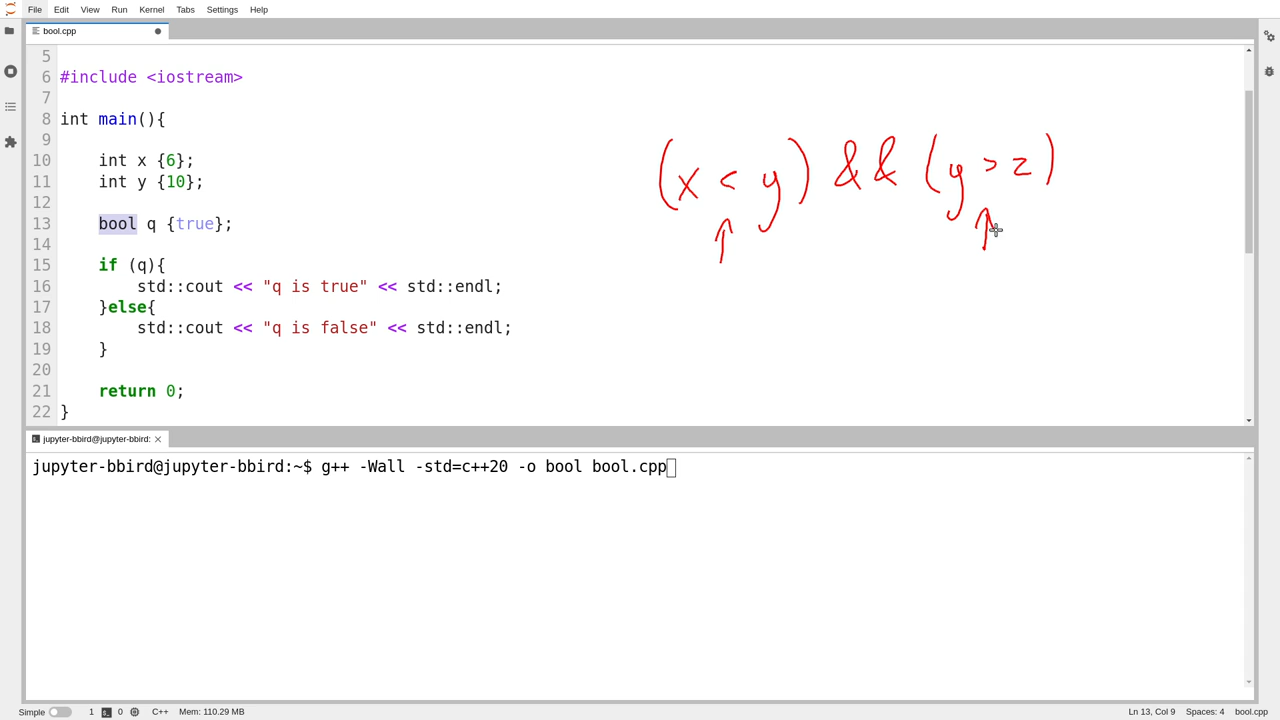 File Edit View Run Kernel Tabs Settings Help
bool.cpp
5
6 #include <iostream>
7
8 int main(){
9
10 int x {6};
11 int y {10};
12
13 bool q {true};
14
15 if (q){
16 std::cout << "q is true" << std::endl;
17 }else{
18 std::cout << "q is false" << std::endl;
19 }
20
21 return 0;
22 }
(x < y) && (y > z)
jupyter-bbird@jupyter-bbird:
jupyter-bbird@jupyter-bbird:~$ g++ -Wall -std=c++20 -o bool bool.cpp
Simple 1 0 C++ Mem: 110.29 MB Ln 13, Col 9 Spaces: 4 bool.cpp